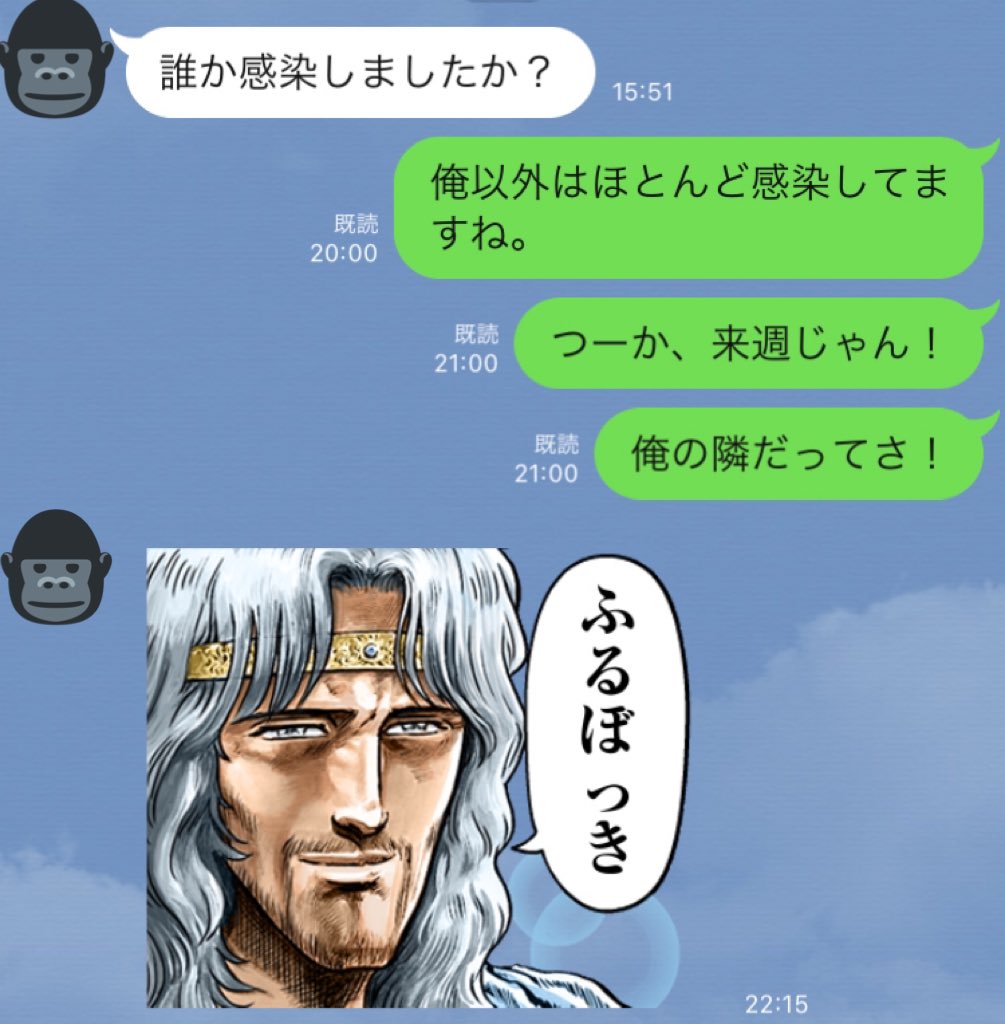 誰か感染しましたか？
15:51
俺以外はほとんど感染してま
すね。
既読
20:00
つーか、来週じゃん！
既読
21:00
俺の隣だってさ！
既読
21:00
ふるぼっき
22:15